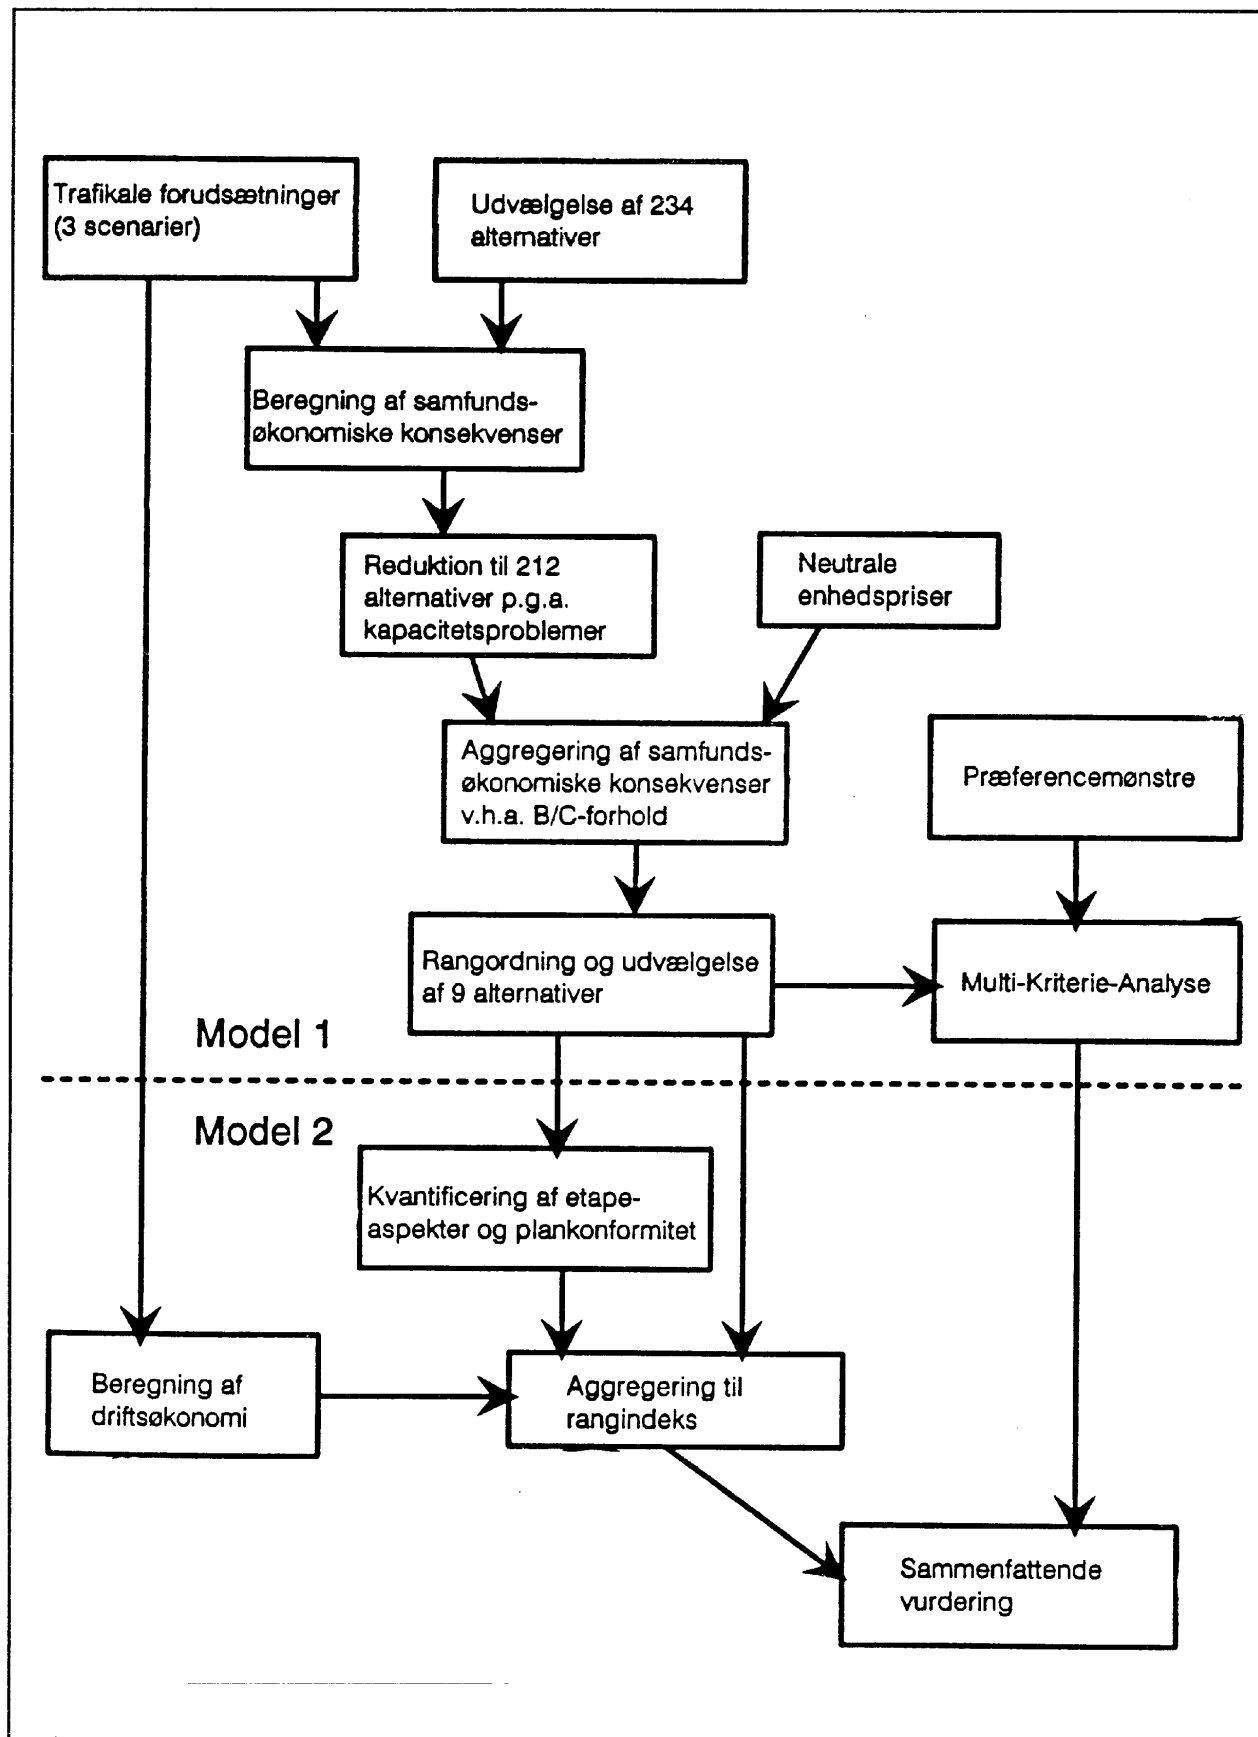 Trafikale forudsætninger
(3 scenarier)
Udvælgelse af 234
alternativer
Beregning af samfunds-
økonomiske konsekvenser
Reduktion til 212
alternativer p.g.a.
kapacitetsproblemer
Neutrale
enhedspriser
Aggregering af samfunds-
økonomiske konsekvenser
v.h.a. B/C-forhold
Præferencemønstre
Rangordning og udvælgelse
af 9 alternativer
Multi-Kriterie-Analyse
Model 1
Model 2
Kvantificering af etape-
aspekter og plankonformitet
Beregning af
driftsøkonomi
Aggregering til
rangindeks
Sammenfattende
vurdering